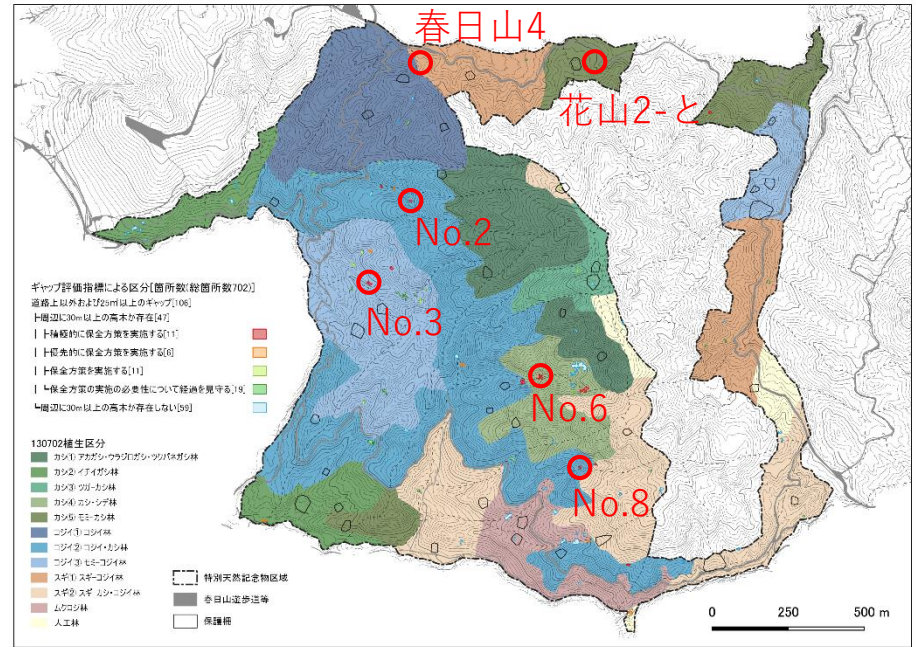 春日山4
花山2-と
No.2
No.3
No.6
No.8
ギャップ評価指標による区分[箇所数(総箇所数702)]
道路上以外および25㎡以上のギャップ[106]
┣周辺に30m以上の高木が存在[47]
┃ ┣積極的に保全方策を実施する[11]
┃ ┣優先的に保全方策を実施する[6]
┃ ┣保全方策を実施する[11]
┃ ┗保全方策の実施の必要性について経過を見守る[19]
┗周辺に30m以上の高木が存在しない[59]
130702植生区分
カシ① アカガシ・ウラジロガシ・ツクバネガシ林
カシ② イチイガシ林
カシ③ ツガーカシ林
カシ④ カシ・シデ林
カシ⑤ モミーカシ林
コジイ① コジイ林
コジイ② コジイ・カシ林
コジイ③ モミーコジイ林
スギ① スギーコジイ林
スギ② スギ カシ・コジイ林
ムクロジ林
人工林
特別天然記念物区域
春日山遊歩道等
保護柵
0 250 500 m